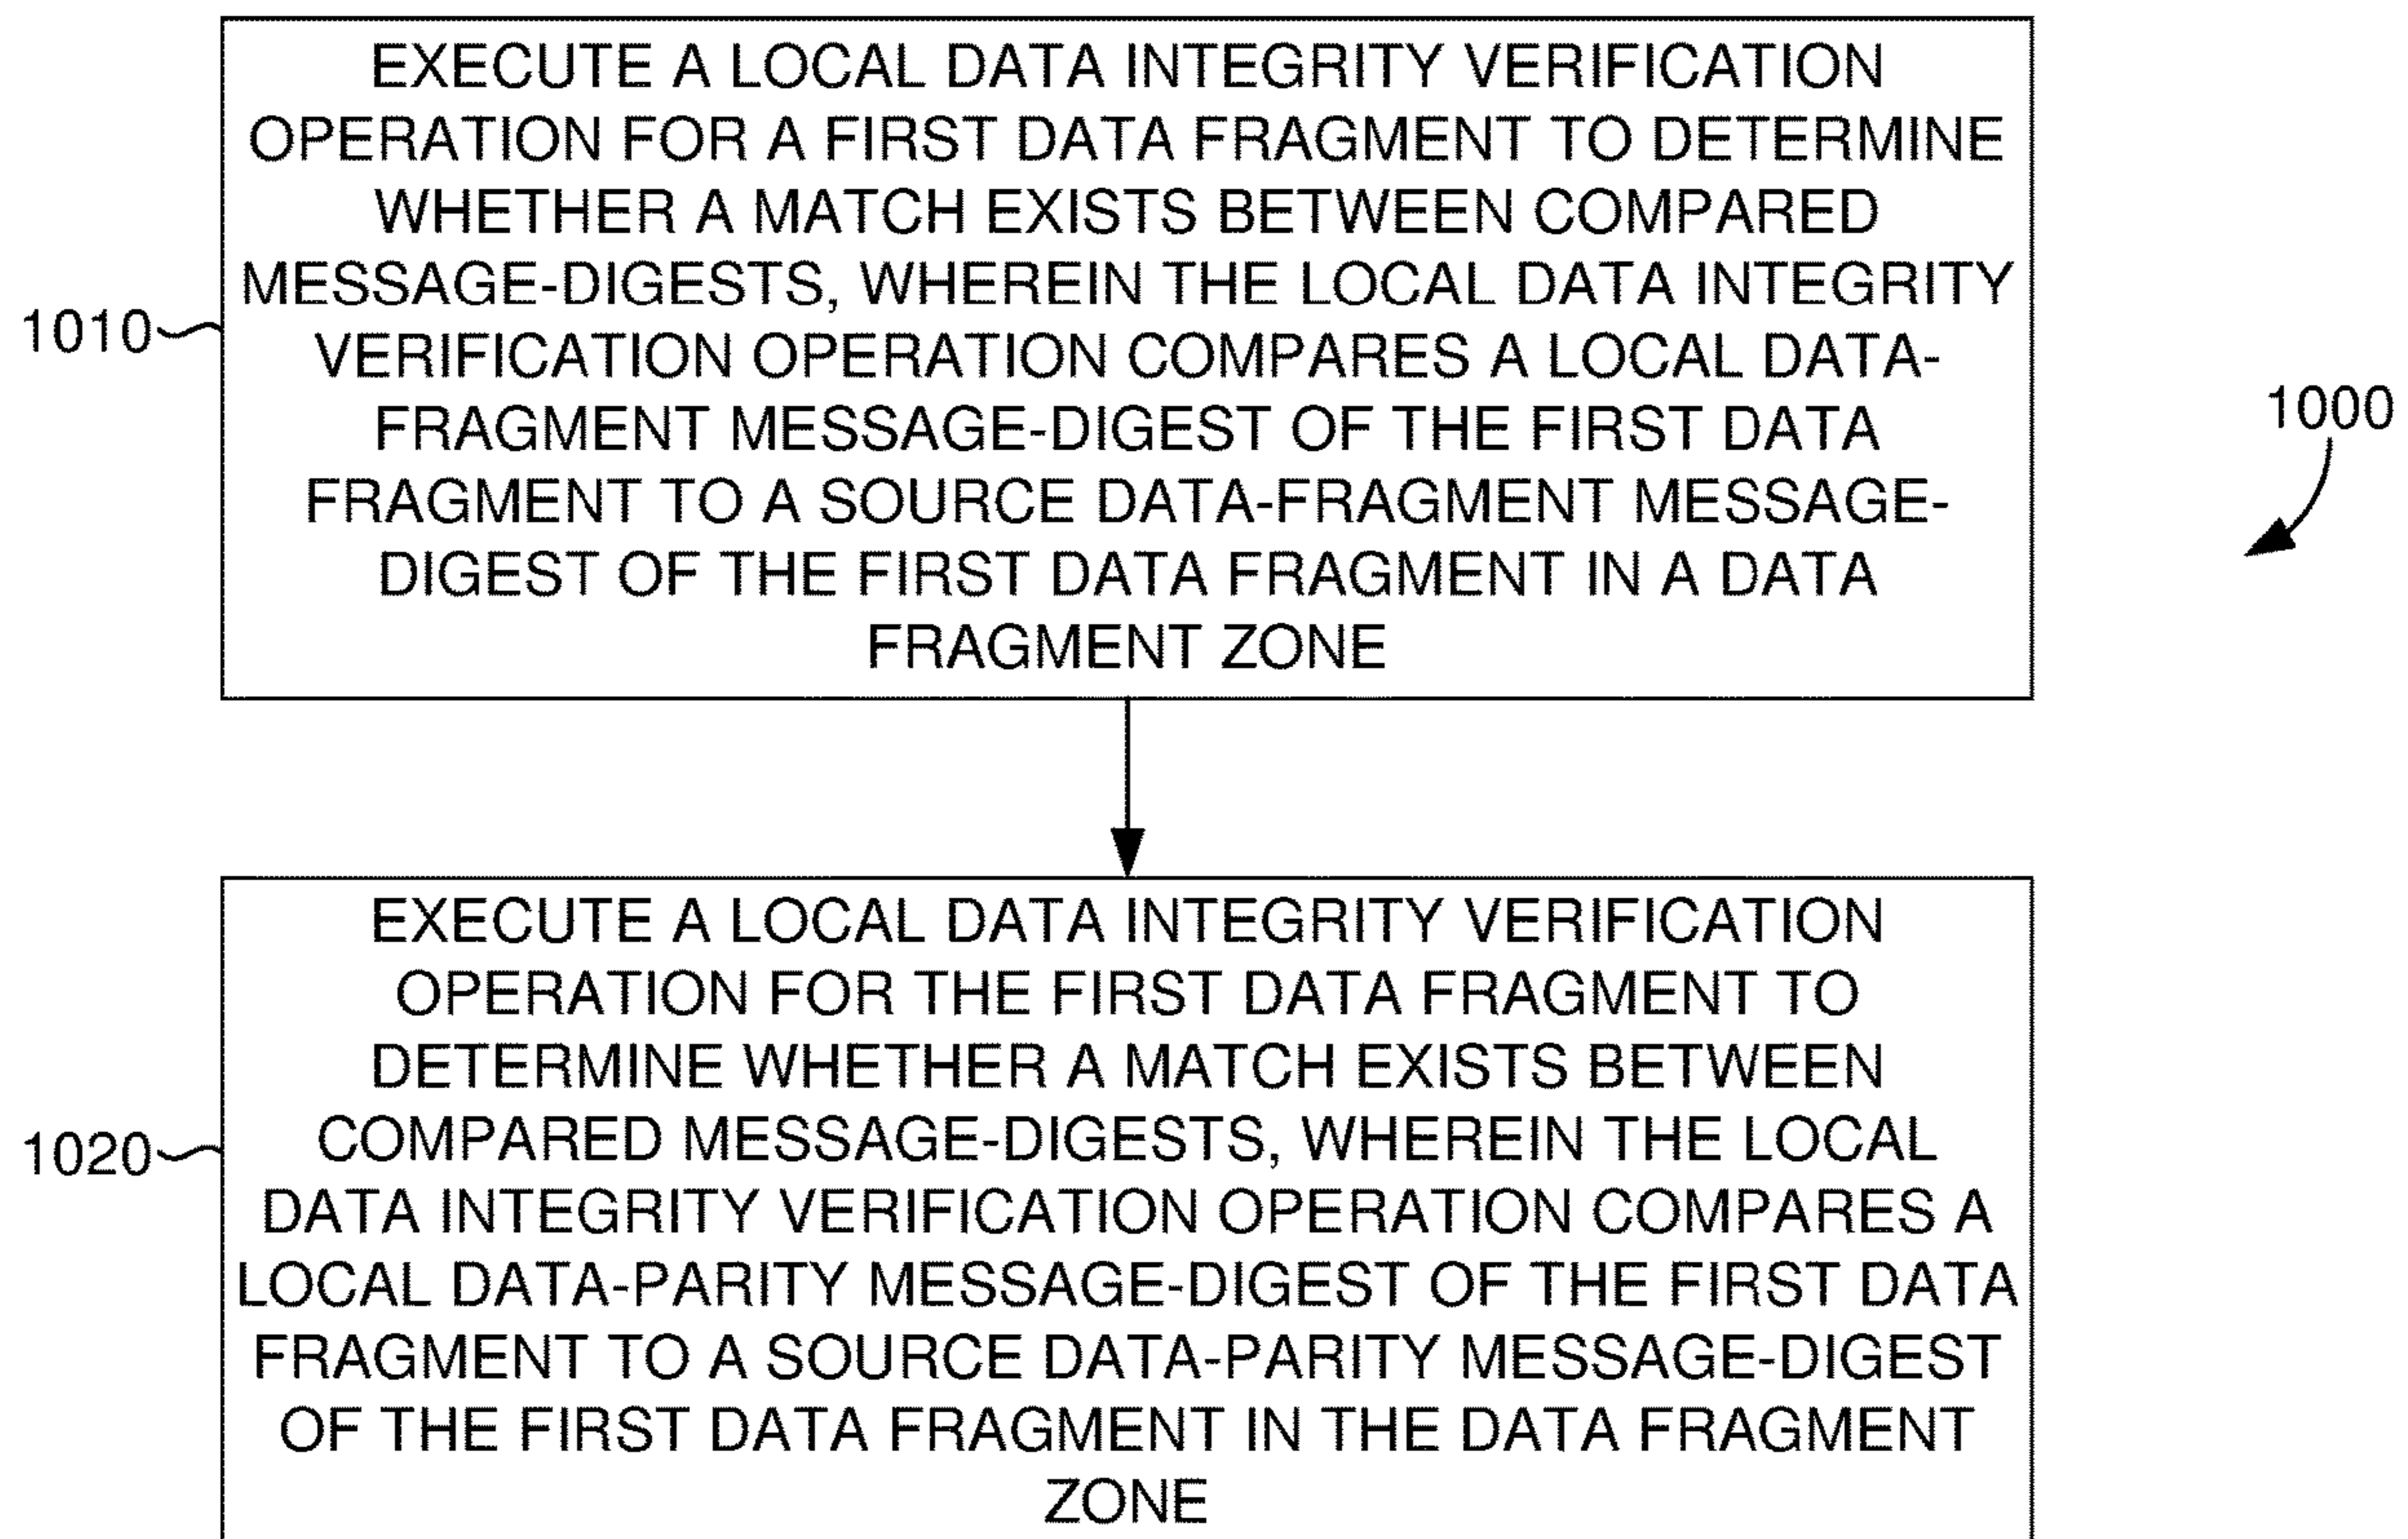 EXECUTE A LOCAL DATA INTEGRITY VERIFICATION
OPERATION FOR A FIRST DATA FRAGMENT TO DETERMINE
WHETHER A MATCH EXISTS BETWEEN COMPARED
MESSAGE-DIGESTS, WHEREIN THE LOCAL DATA INTEGRITY
VERIFICATION OPERATION COMPARES A LOCAL DATA-
FRAGMENT MESSAGE-DIGEST OF THE FIRST DATA
FRAGMENT TO A SOURCE DATA-FRAGMENT MESSAGE-
DIGEST OF THE FIRST DATA FRAGMENT IN A DATA
FRAGMENT ZONE
1010
1000
EXECUTE A LOCAL DATA INTEGRITY VERIFICATION
OPERATION FOR THE FIRST DATA FRAGMENT TO
DETERMINE WHETHER A MATCH EXISTS BETWEEN
COMPARED MESSAGE-DIGESTS, WHEREIN THE LOCAL
DATA INTEGRITY VERIFICATION OPERATION COMPARES A
LOCAL DATA-PARITY MESSAGE-DIGEST OF THE FIRST DATA
FRAGMENT TO A SOURCE DATA-PARITY MESSAGE-DIGEST
OF THE FIRST DATA FRAGMENT IN THE DATA FRAGMENT
ZONE
1020